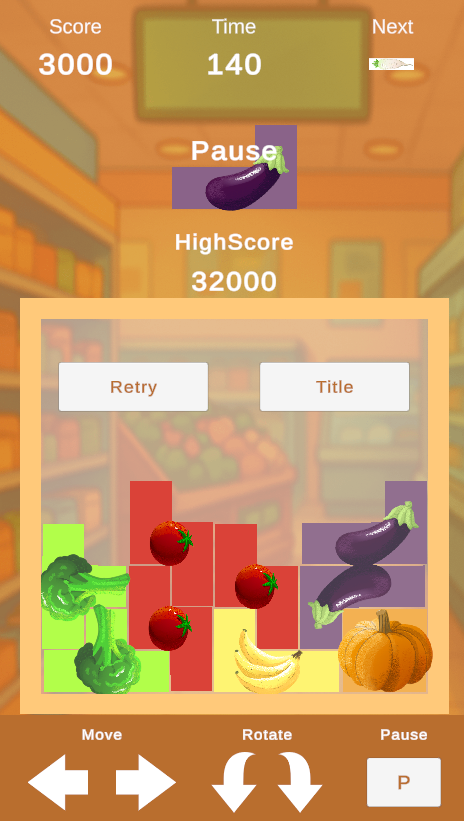 Score Time Next
3000 140
Pause
HighScore
32000
Retry Title
Move Rotate Pause
P